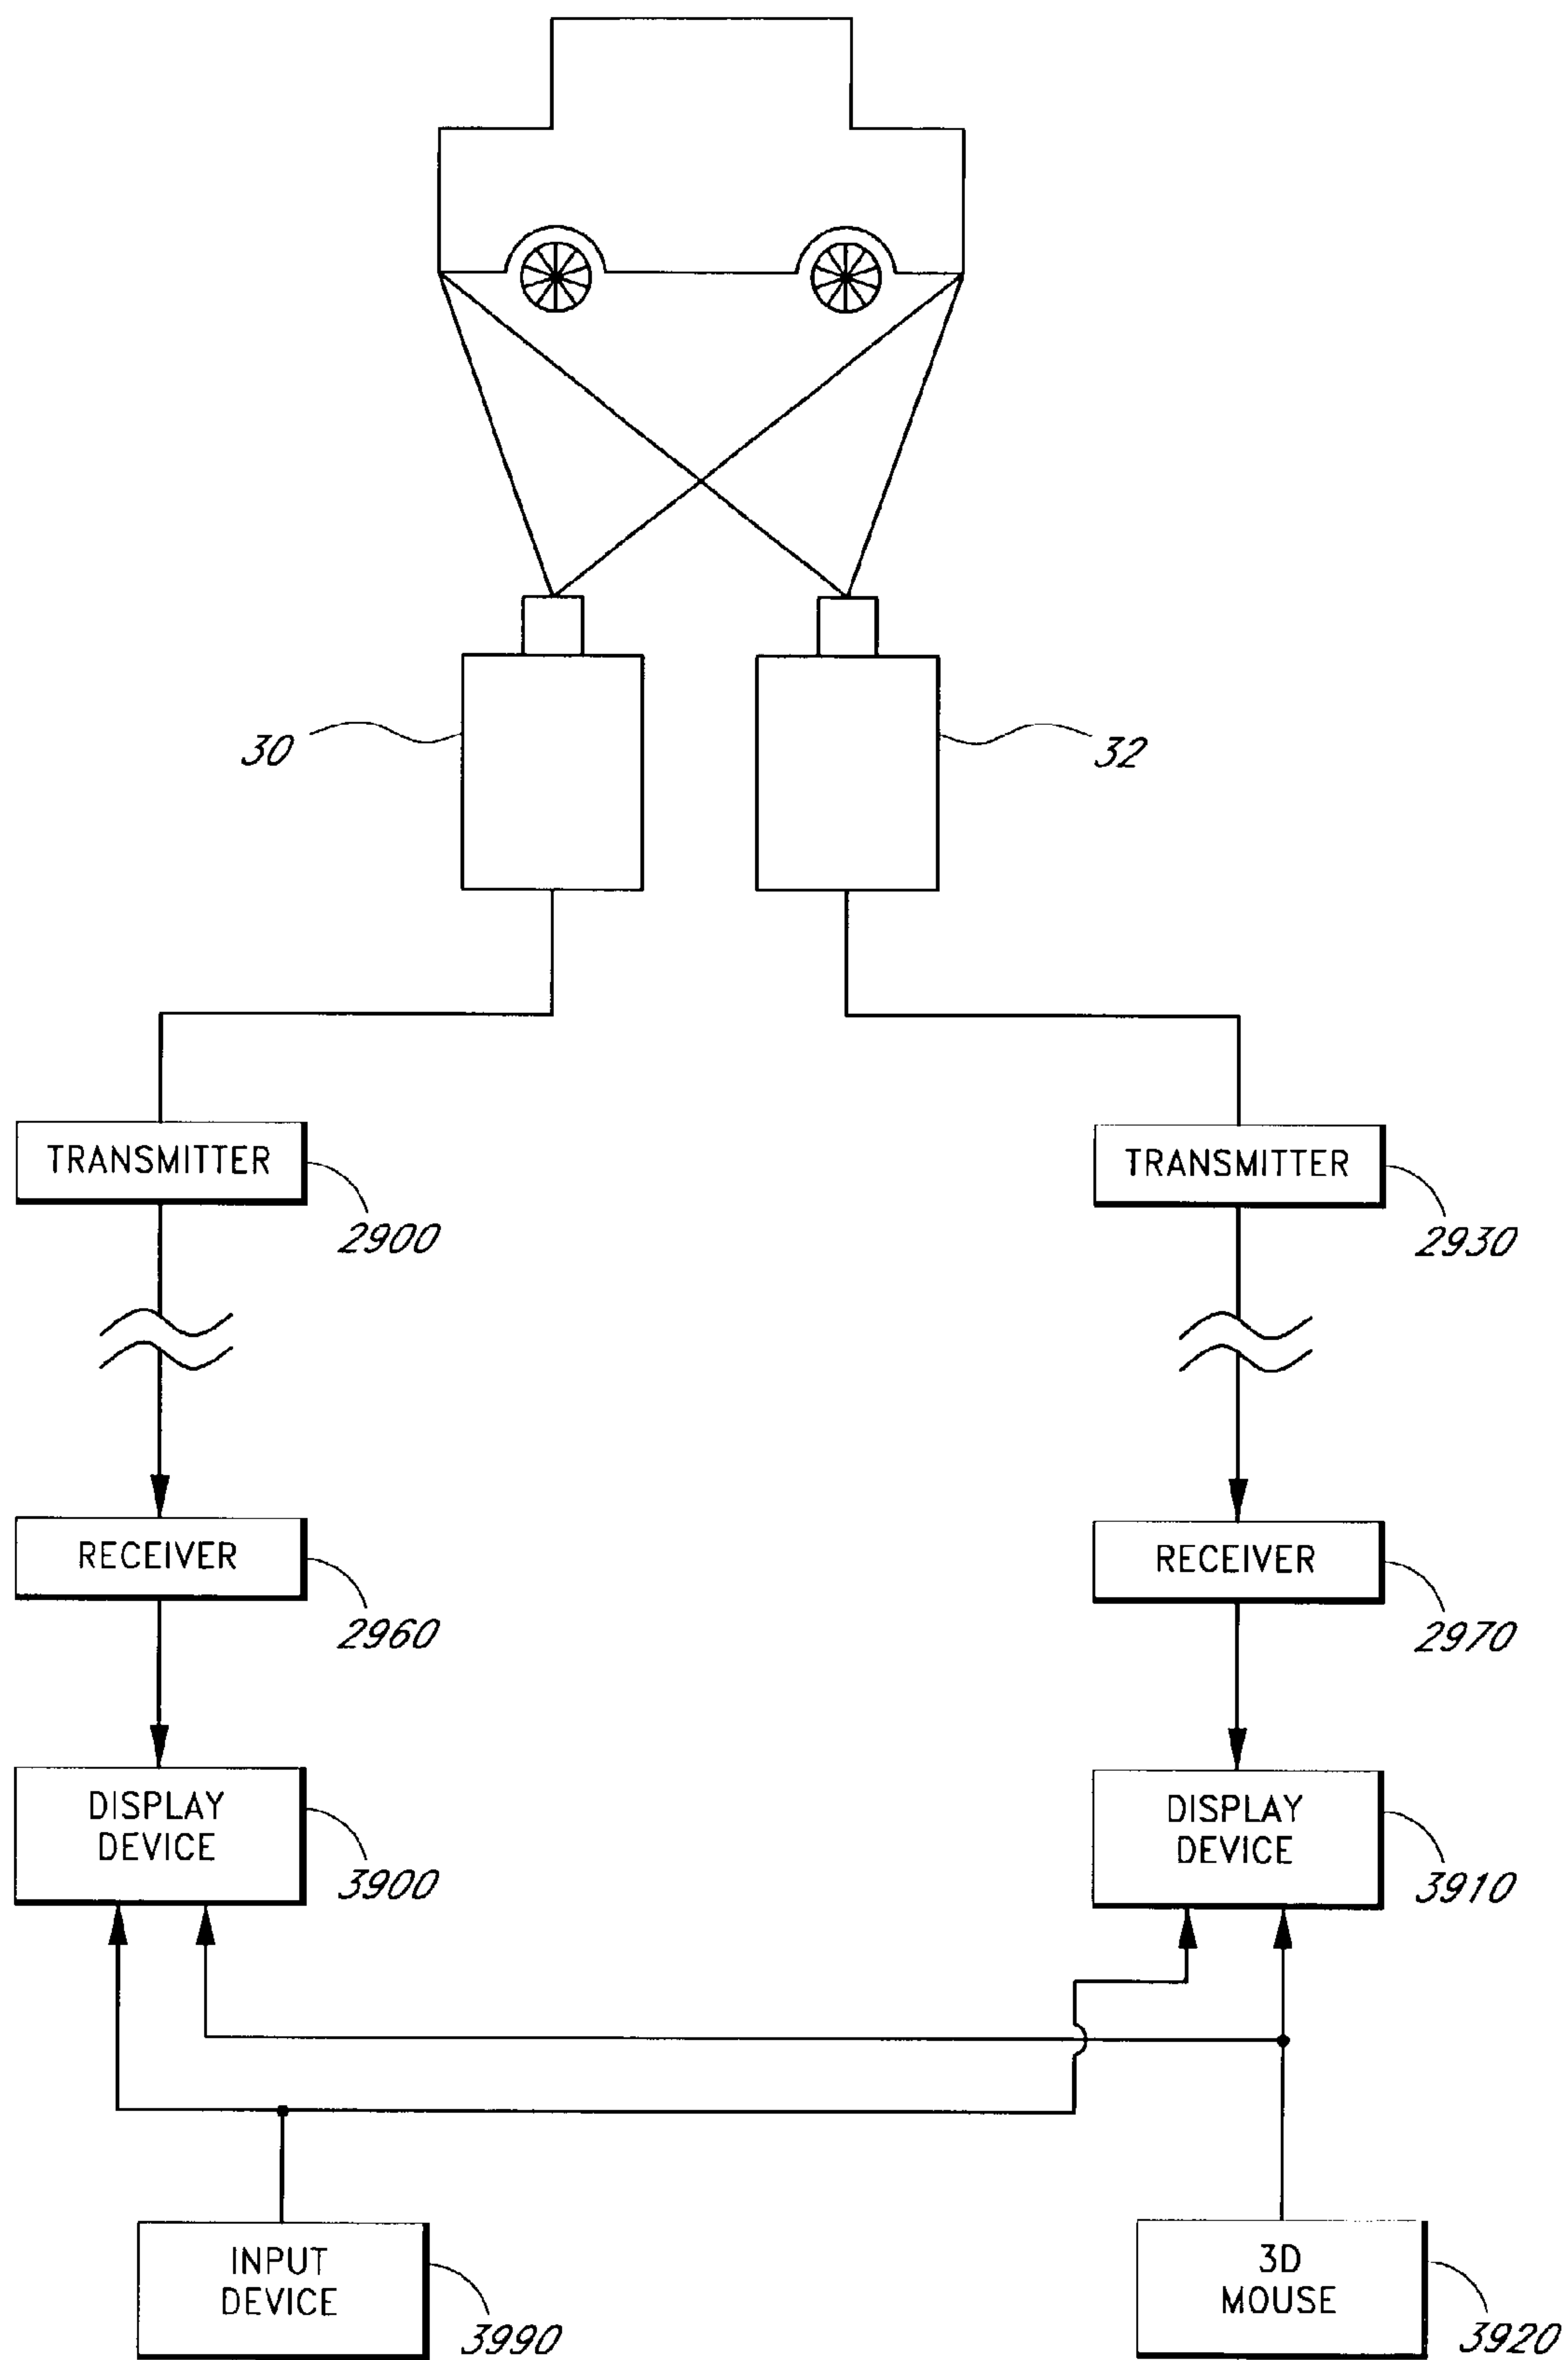 30
32
TRANSMITTER
2900
TRANSMITTER
2930
RECEIVER
2960
RECEIVER
2970
DISPLAY
DEVICE
3900
DISPLAY
DEVICE
3910
INPUT
DEVICE
3990
3D
MOUSE
3920